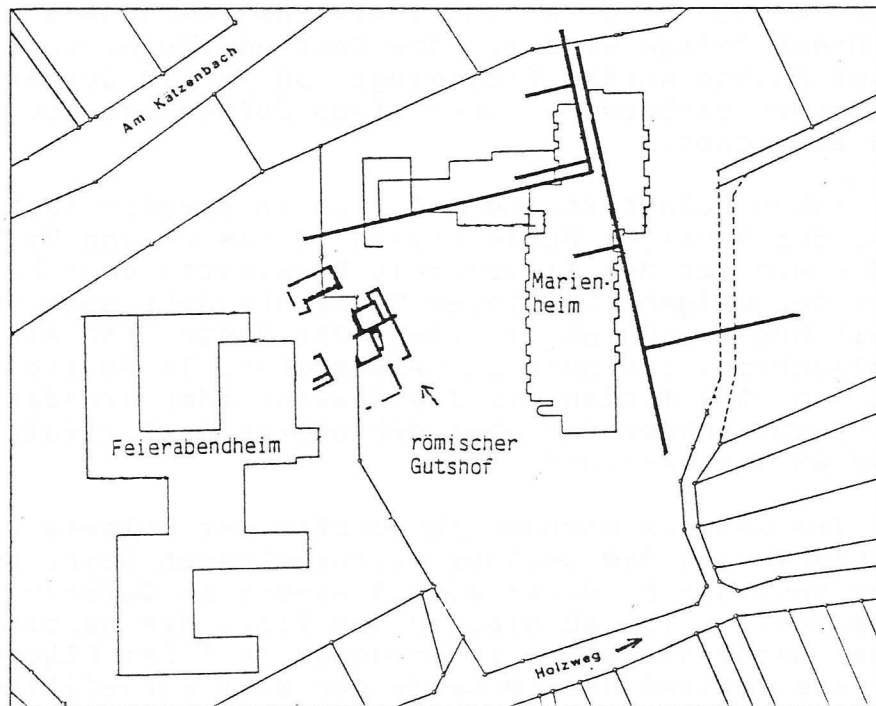 Am Kätzenbach
Marien-
heim
Feierabendheim
römischer
Gutshof
Holzweg